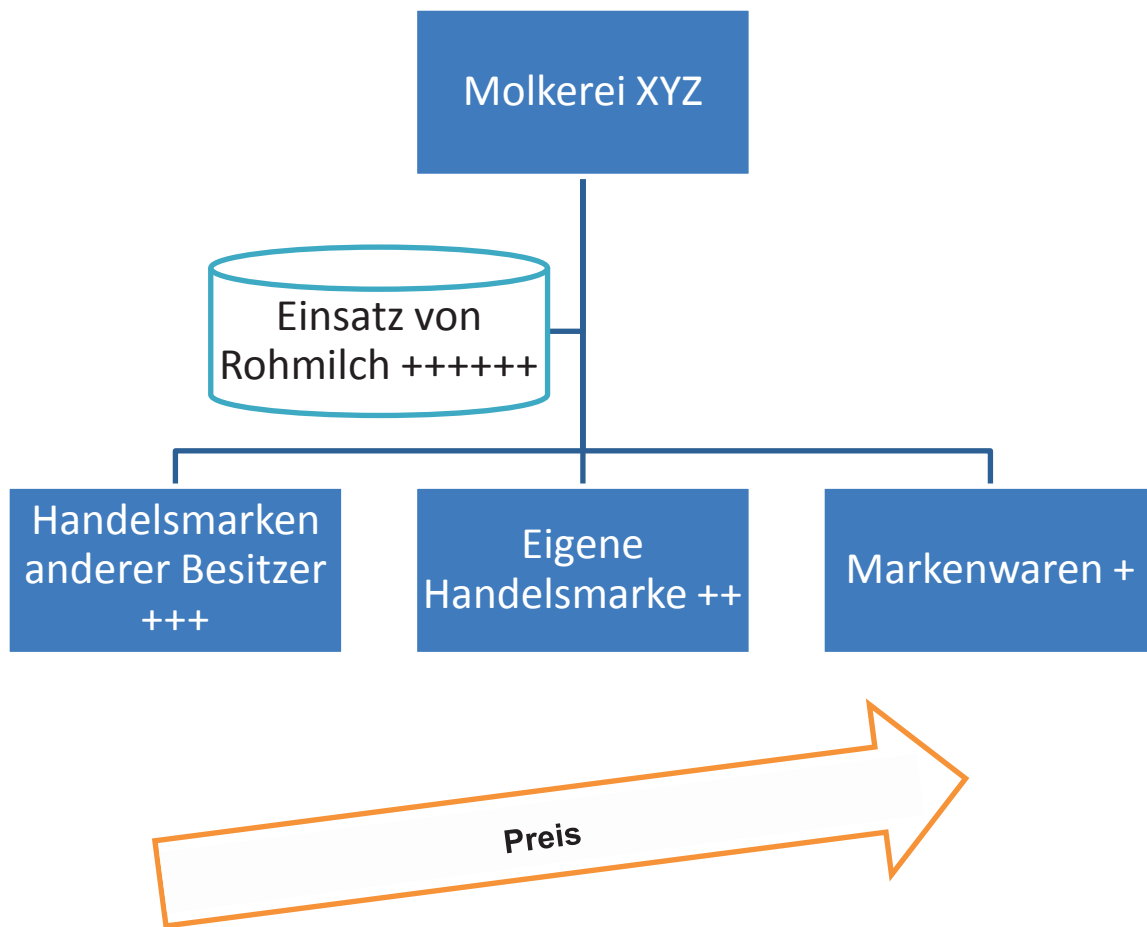 Molkerei XYZ
Einsatz von
Rohmilch ++++++
Handelsmarken
anderer Besitzer
+++
Eigene
Handelsmarke ++
Markenwaren +
Preis